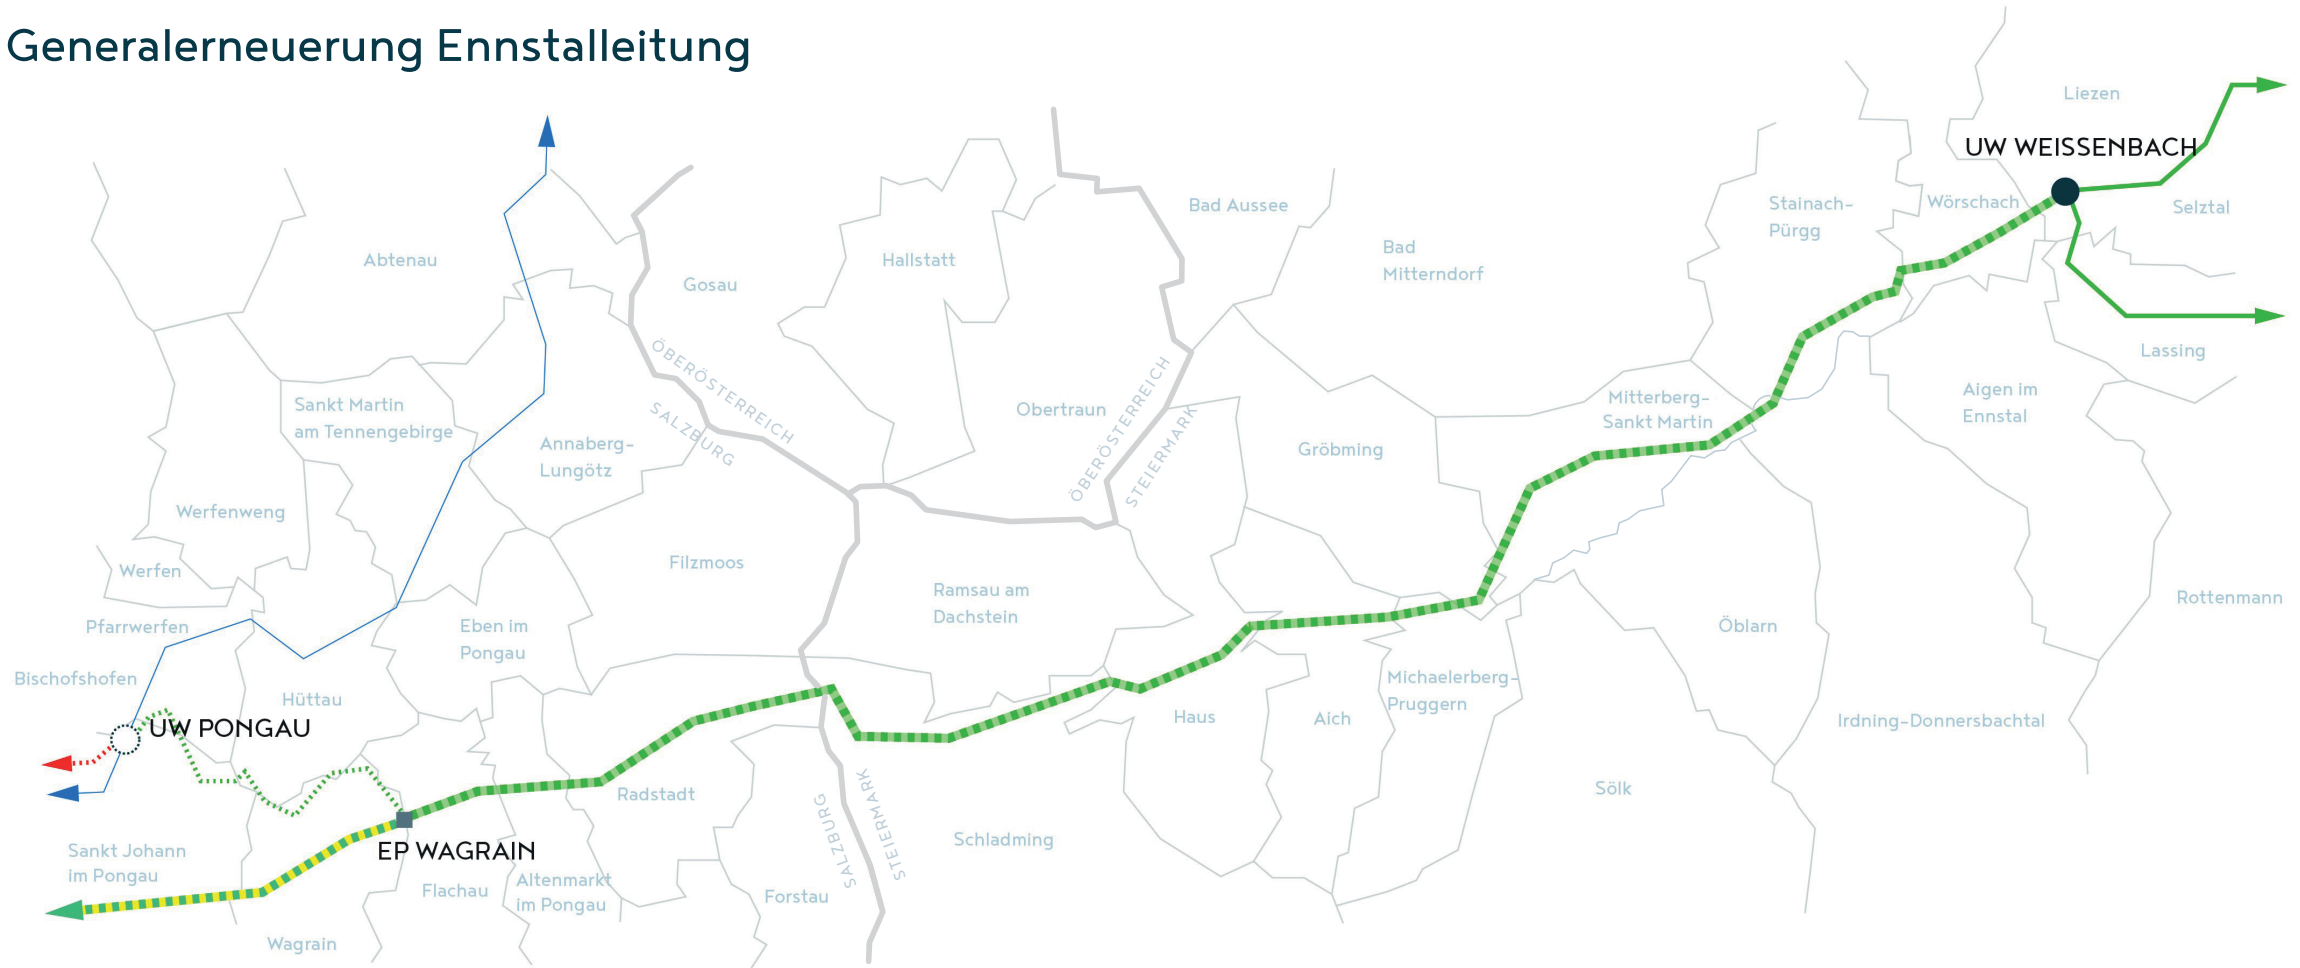 Generalerneuerung Ennstalleitung
Liezen
UW WEISSENBACH
Wörschach
Stainach-
Pürgg
Selztal
Bad Aussee
Bad
Mitterndorf
Abtenau
Gosau
Hallstatt
ÖBERÖSTERREICH
SALZBURG
ÖBERÖSTERREICH
STEIERMARK
Lassing
Aigen im
Ennstal
Mitterberg-
Sankt Martin
Sankt Martin
am Tennengebirge
Annaberg-
Lungötz
Obertraun
Gröbming
Werfenweng
Werfen
Filzmoos
Ramsau am
Dachstein
Rottenmann
Pfarrwerfen
Eben im
Pongau
Öblarn
Bischofshofen
Hüttau
Michaelerberg-
Pruggern
UW PONGAU
Haus
Aich
Irdning-Donnersbachtal
Radstadt
Sölk
SALZBURG
STEIERMARK
Schladming
Sankt Johann
im Pongau
EP WAGRAIN
Flachau
Altenmarkt
im Pongau
Forstau
Wagrain